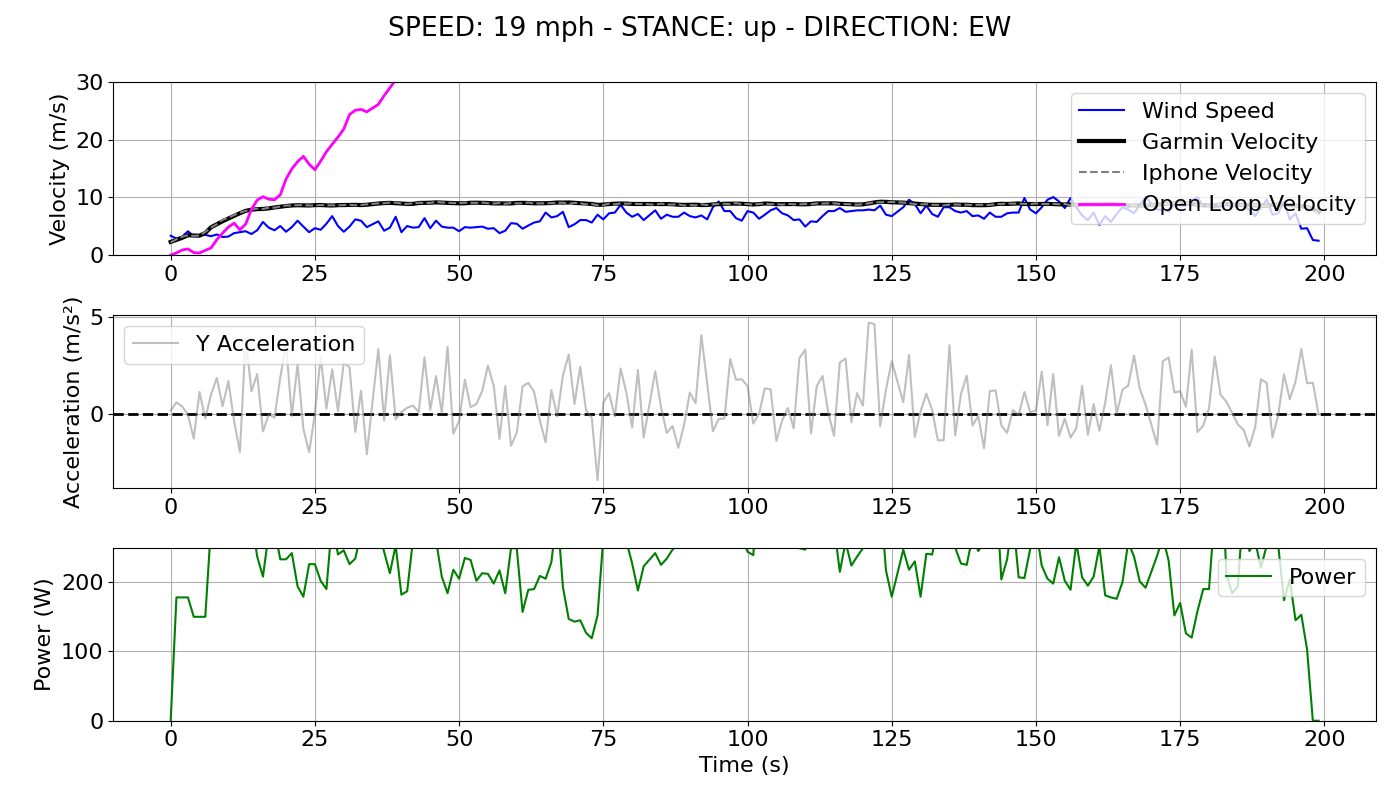 SPEED: 19 mph - STANCE: up - DIRECTION: EW
Velocity (m/s)
30
20
10
0
Wind Speed
Garmin Velocity
Iphone Velocity
Open Loop Velocity
0 25 50 75 100 125 150 175 200
Acceleration (m/s²)
5
0
Y Acceleration
0 25 50 75 100 125 150 175 200
Power (W)
200
100
0
Power
0 25 50 75 100 125 150 175 200
Time (s)